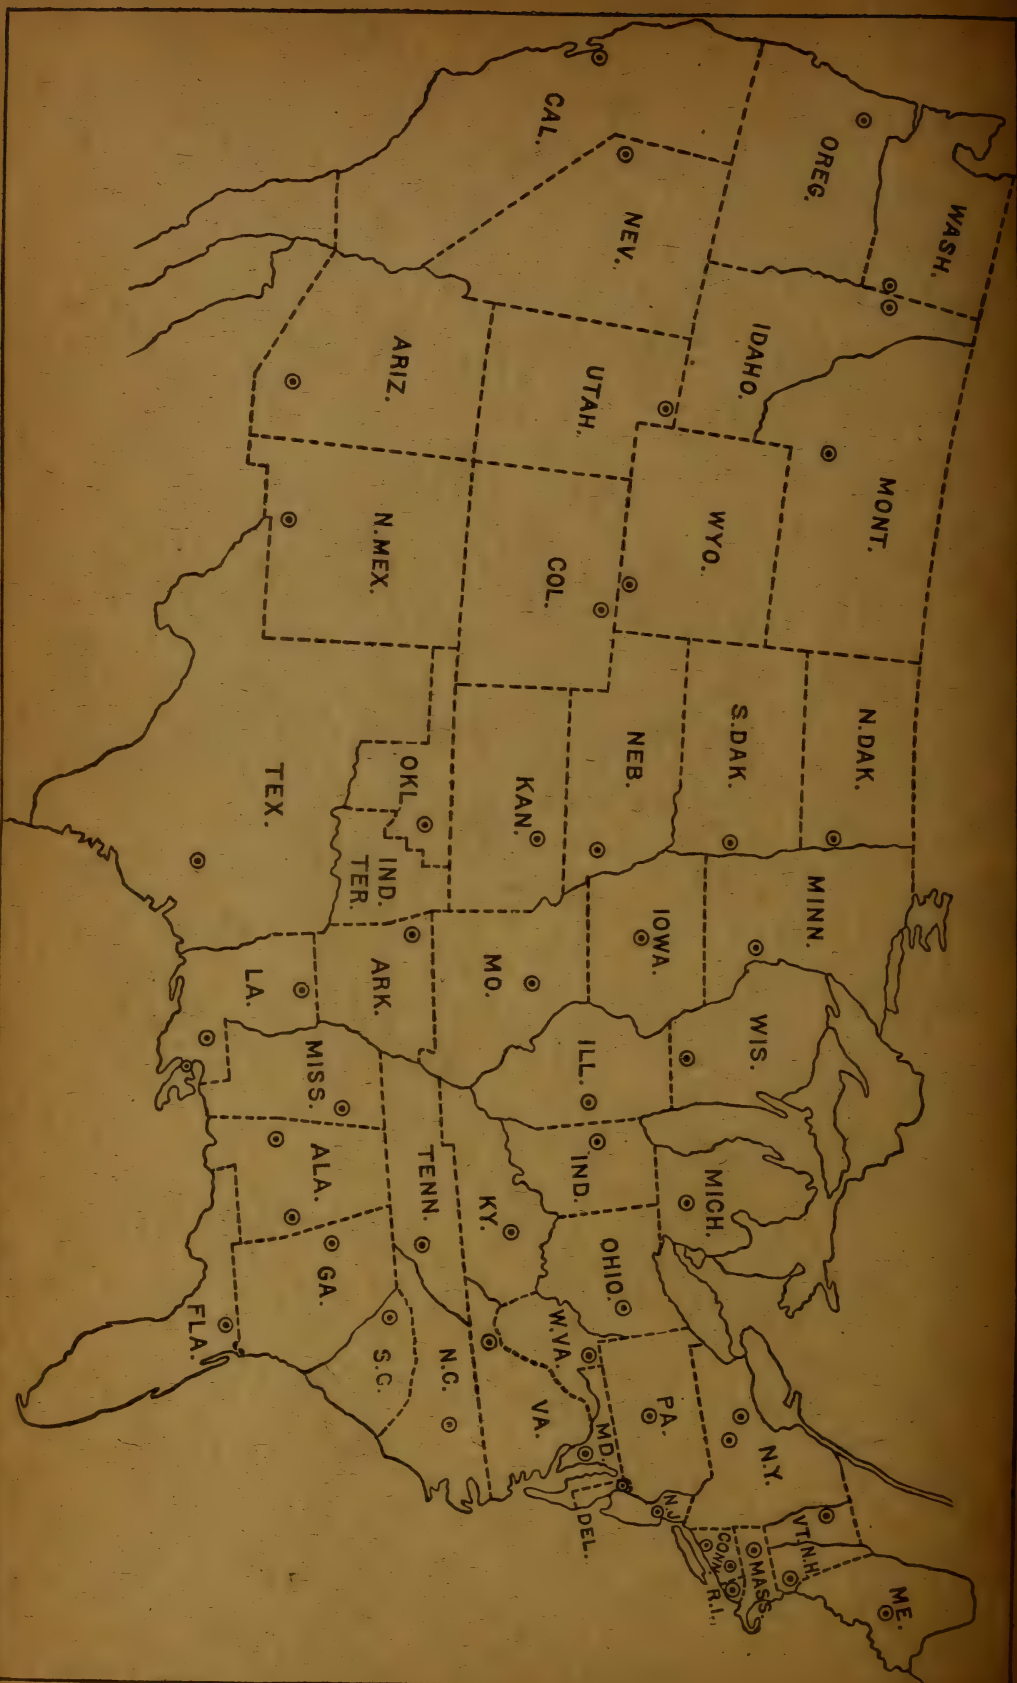 WASH.
OREG.
CAL.
NEV.
IDAHO.
MONT.
WYO.
UTAH.
ARIZ.
COL.
N.MEX.
N.DAK.
S.DAK.
NEB.
KAN.
OKL.
IND.
TER.
TEX.
MINN.
IOWA.
MO.
ARK.
LA.
WIS.
ILL.
MISS.
MICH.
IND.
OHIO.
KY.
TENN.
ALA.
GA.
FLA.
S.C.
N.C.
W.VA.
VA.
MD.
DEL.
PA.
N.J.
N.Y.
VT.
N.H.
MASS.
CONN.
R.I.
ME.